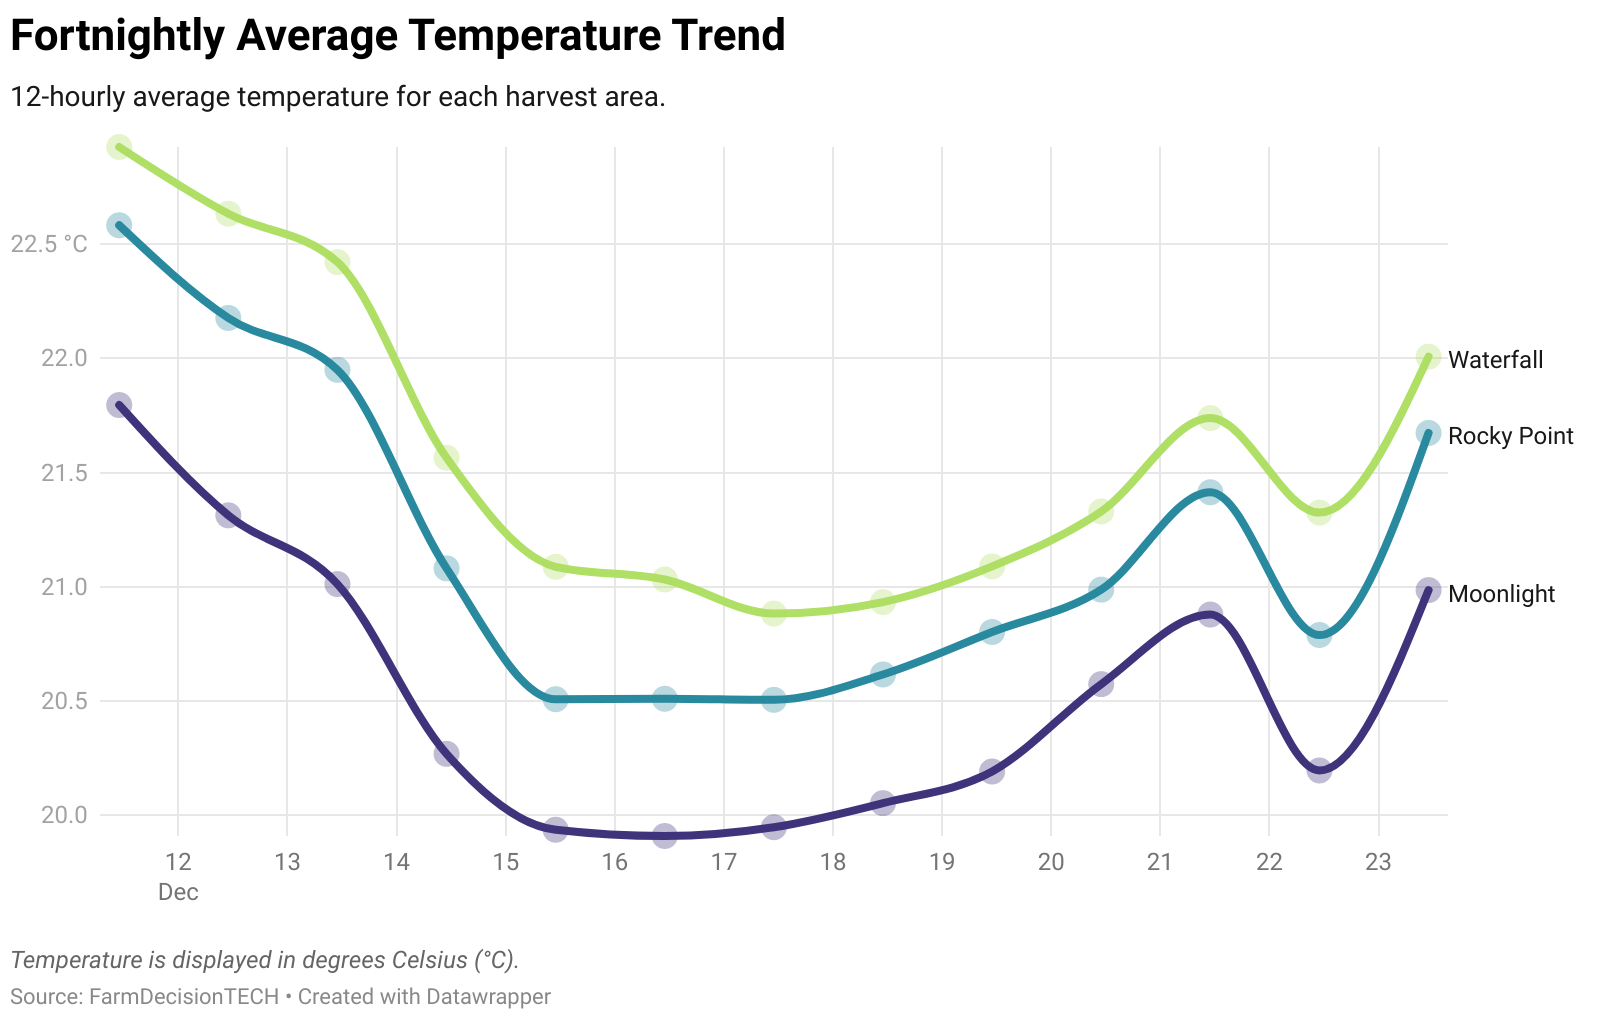 Fortnightly Average Temperature Trend
12-hourly average temperature for each harvest area.
22.5 °C
22.0
21.5
21.0
20.5
20.0
Waterfall
Rocky Point
Moonlight
12 13 14 15 16 17 18 19 20 21 22 23
Dec
Temperature is displayed in degrees Celsius (°C).
Source: FarmDecisionTECH • Created with Datawrapper